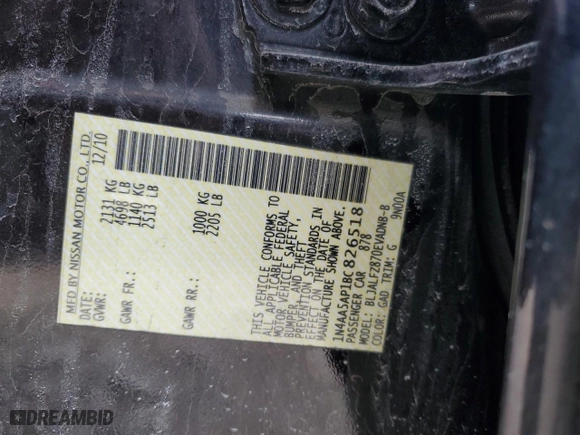 MFD BY NISSAN MOTOR CO., LTD.
DATE: 12/10
GVWR: 2131 KG
4698 LB
GAWR FR.: 1140 KG
2513 LB
GAWR RR.: 1000 KG
2205 LB
THIS VEHICLE CONFORMS TO
ALL APPLICABLE FEDERAL
MOTOR VEHICLE SAFETY,
BUMPER, AND THEFT
PREVENTION STANDARDS IN
EFFECT ON THE DATE OF
MANUFACTURE SHOWN ABOVE.
1N4AA5AP1BC826518
PASSENGER CAR 878
MODEL: BLJALFZ870EVADNB-B
COLOR: GAD TRIM: G 9N00A
DREAMBID